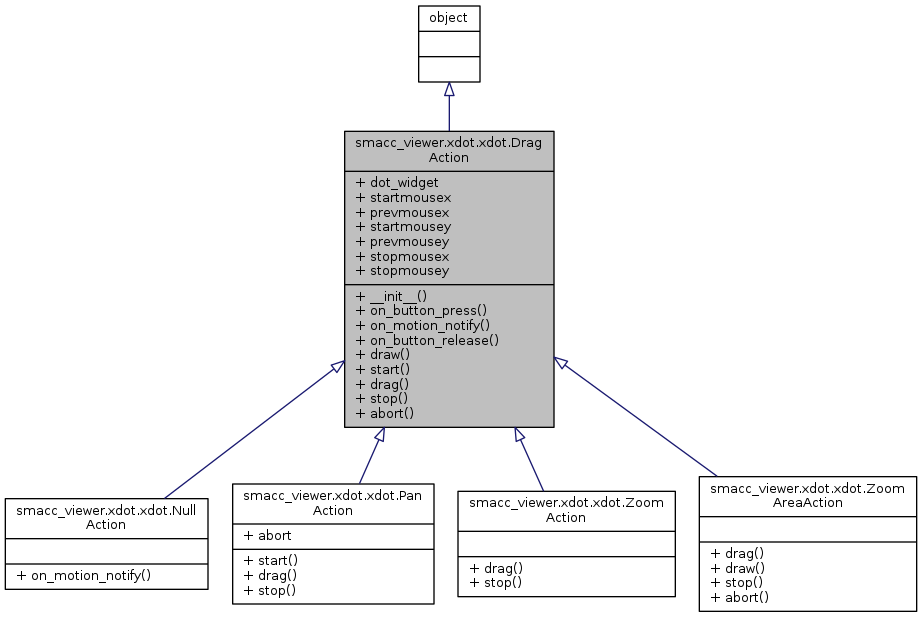 object
smacc_viewer.xdot.xdot.Drag
Action
+ dot_widget
+ startmousex
+ prevmousex
+ startmousey
+ prevmousey
+ stopmousex
+ stopmousey
+ __init__()
+ on_button_press()
+ on_motion_notify()
+ on_button_release()
+ draw()
+ start()
+ drag()
+ stop()
+ abort()
smacc_viewer.xdot.xdot.Null
Action
+ on_motion_notify()
smacc_viewer.xdot.xdot.Pan
Action
+ abort
+ start()
+ drag()
+ stop()
smacc_viewer.xdot.xdot.Zoom
Action
+ drag()
+ stop()
smacc_viewer.xdot.xdot.Zoom
AreaAction
+ drag()
+ draw()
+ stop()
+ abort()